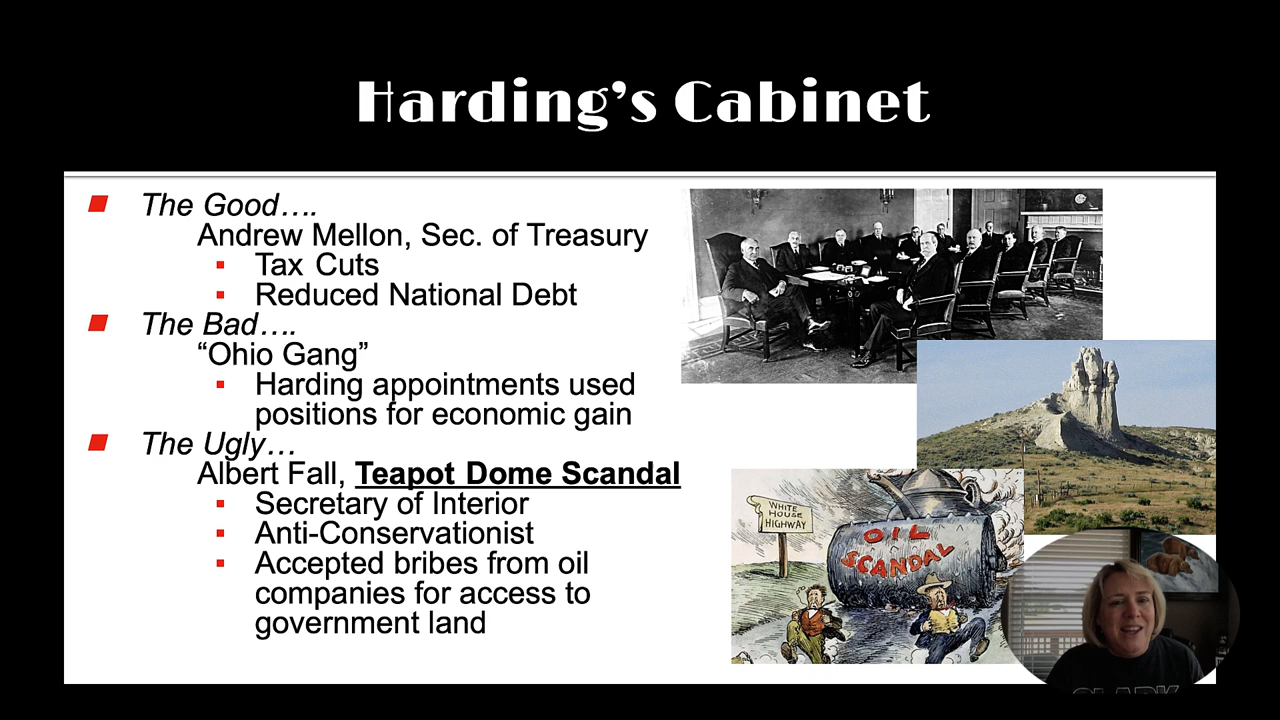 Harding's Cabinet
The Good….
Andrew Mellon, Sec. of Treasury
Tax Cuts
Reduced National Debt
The Bad….
“Ohio Gang”
Harding appointments used
positions for economic gain
The Ugly…
Albert Fall, Teapot Dome Scandal
Secretary of Interior
Anti-Conservationist
Accepted bribes from oil
companies for access to
government land
WHITE
HOUSE
HIGHWAY
OIL
SCANDAL